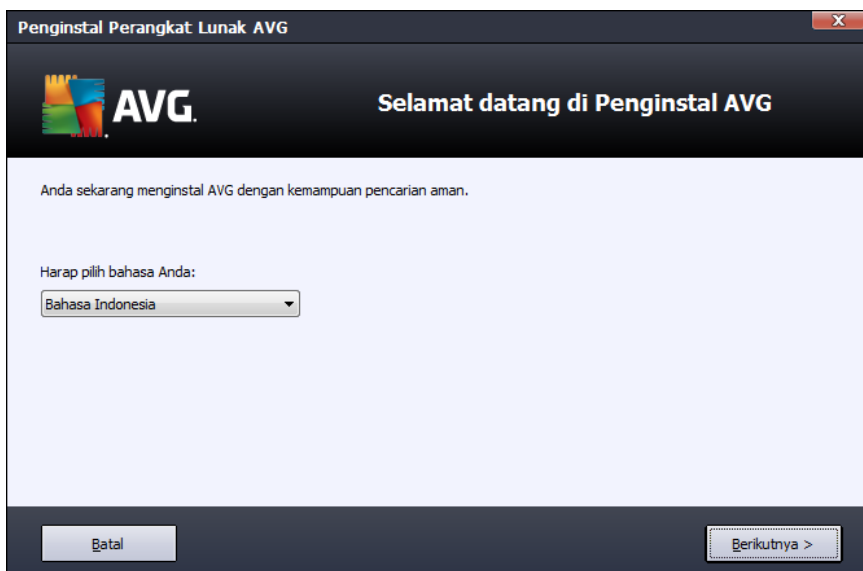 Penginstal Perangkat Lunak AVG
AVG.
Selamat datang di Penginstal AVG
Anda sekarang menginstal AVG dengan kemampuan pencarian aman.
Harap pilih bahasa Anda:
Bahasa Indonesia
Batal
Berikutnya >